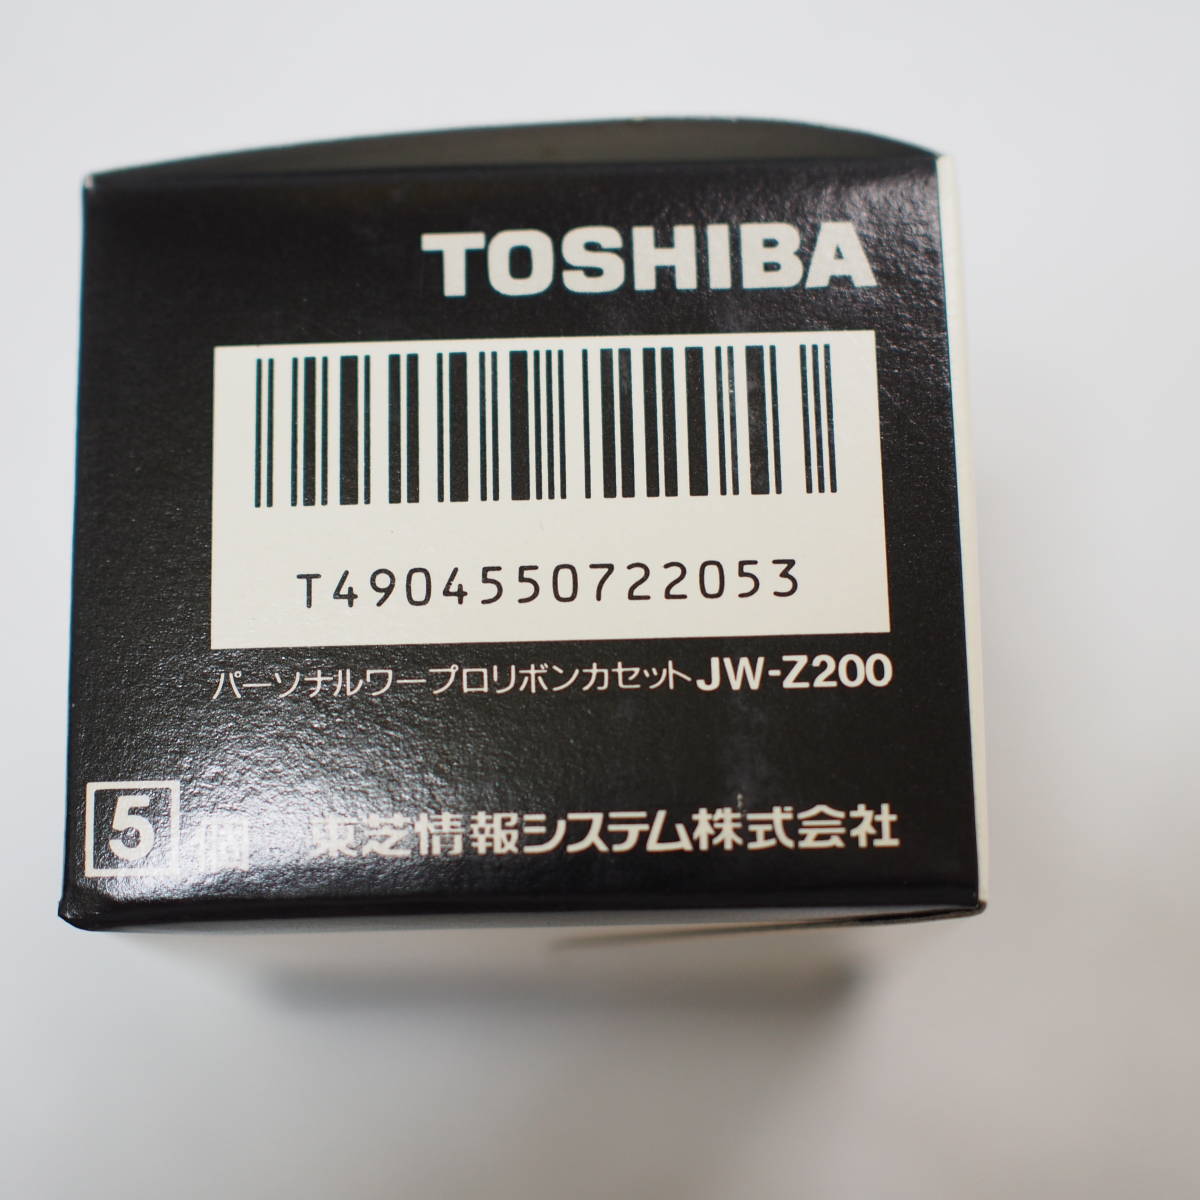 TOSHIBA
T4904550722053
パーソナルワープロリボンカセット JW-Z200
5個 東芝情報システム株式会社